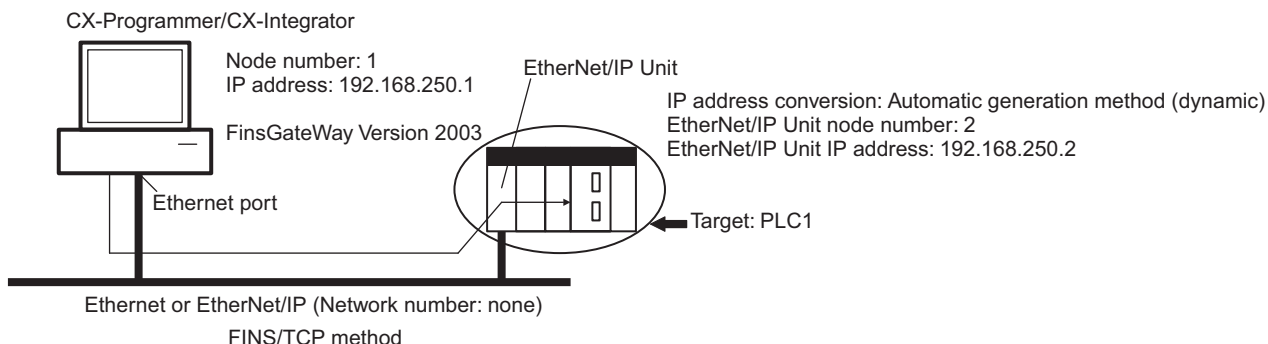 CX-Programmer/CX-Integrator
Node number: 1
IP address: 192.168.250.1
FinsGateWay Version 2003
Ethernet port
EtherNet/IP Unit
IP address conversion: Automatic generation method (dynamic)
EtherNet/IP Unit node number: 2
EtherNet/IP Unit IP address: 192.168.250.2
Target: PLC1
Ethernet or EtherNet/IP (Network number: none)
FINS/TCP method